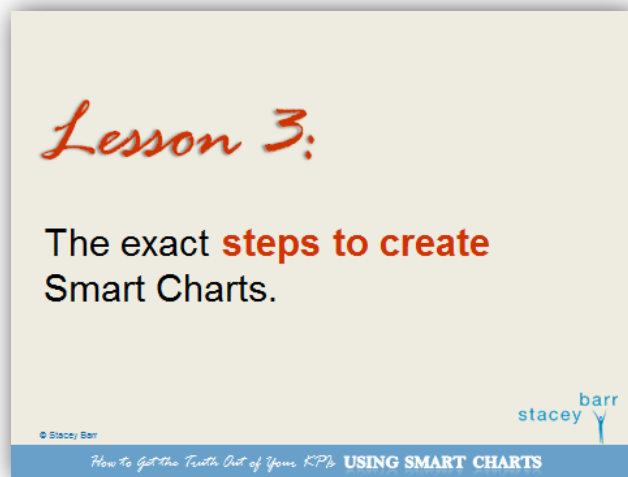 Lesson 3:
The exact steps to create
Smart Charts.
barr
stacey
© Stacey Barr
How to Get the Truth Out of Your KPIs USING SMART CHARTS